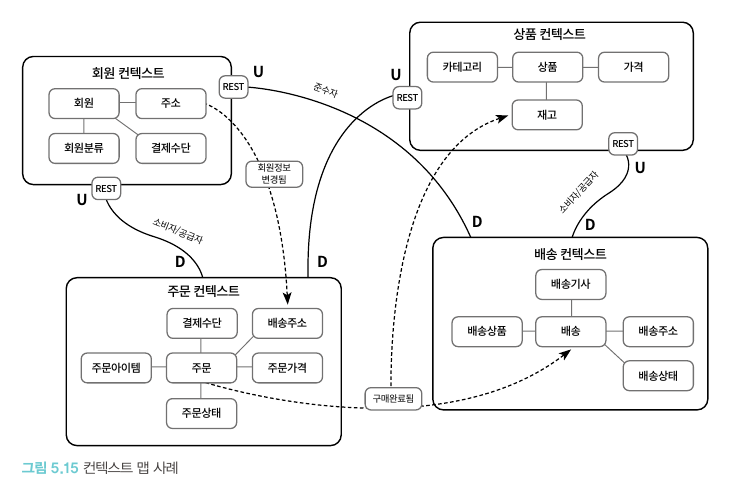 회원 컨텍스트
회원
주소
회원분류
결제수단
REST
U
REST
U
상품 컨텍스트
카테고리
상품
가격
재고
U
REST
REST
U
준수자
회원정보
변경됨
소비자/공급자
소비자/공급자
D
D
D
D
주문 컨텍스트
결제수단
배송주소
주문아이템
주문
주문가격
주문상태
구매완료됨
배송 컨텍스트
배송기사
배송상품
배송
배송주소
배송상태
그림 5.15 컨텍스트 맵 사례